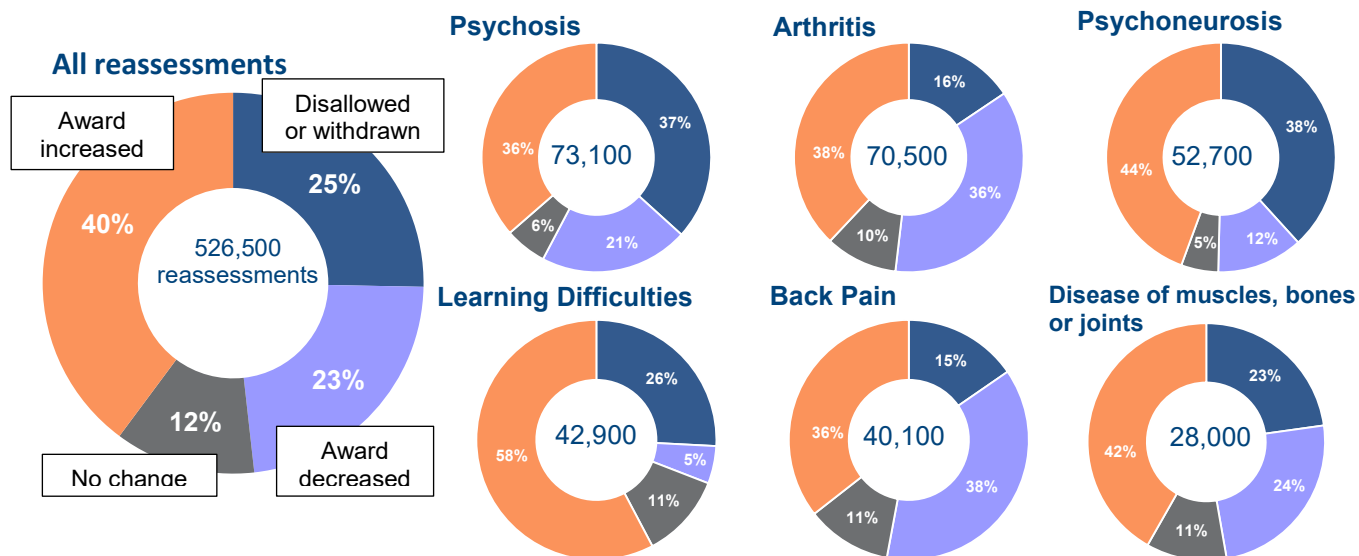 All reassessments
Award
increased
Disallowed
or withdrawn
25%
40%
526,500
reassessments
23%
12%
No change
Award
decreased
Psychosis
37%
36%
73,100
6%
21%
Arthritis
16%
38%
70,500
36%
10%
Psychoneurosis
38%
44%
52,700
5%
12%
Learning Difficulties
26%
42,900
58%
5%
11%
Back Pain
15%
36%
40,100
38%
11%
Disease of muscles, bones
or joints
23%
42%
28,000
24%
11%